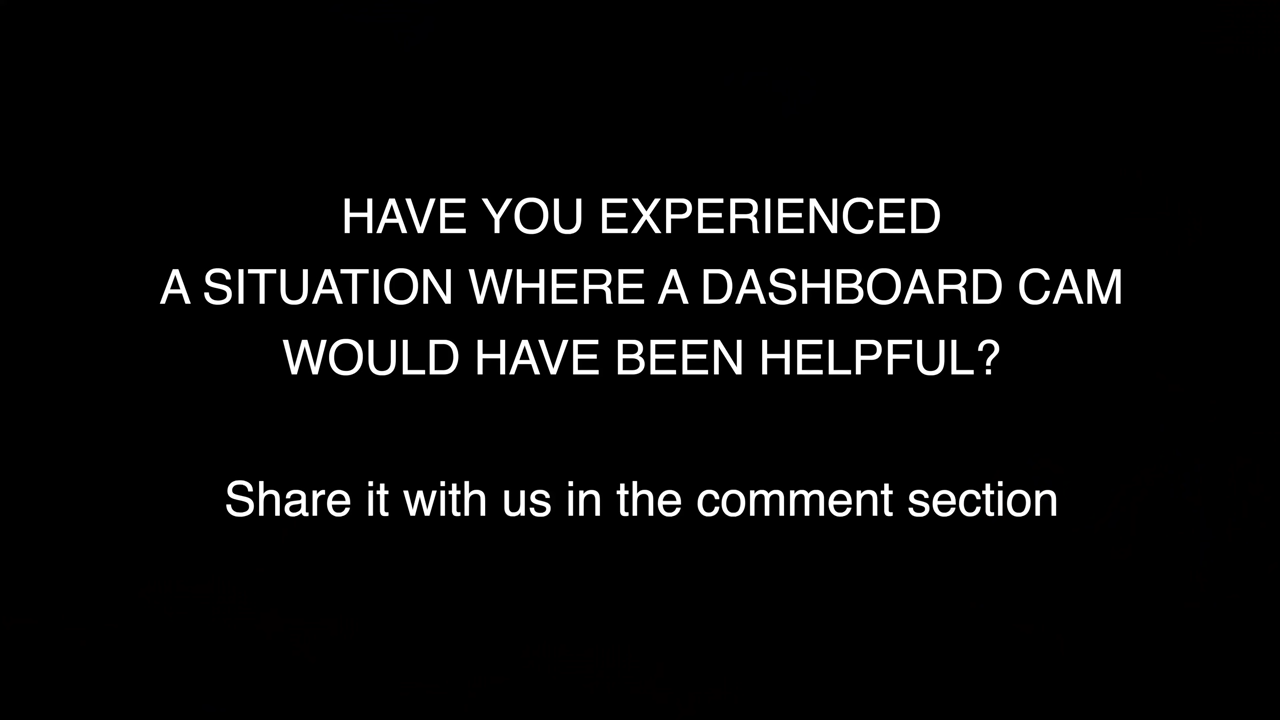 HAVE YOU EXPERIENCED
A SITUATION WHERE A DASHBOARD CAM
WOULD HAVE BEEN HELPFUL?
Share it with us in the comment section